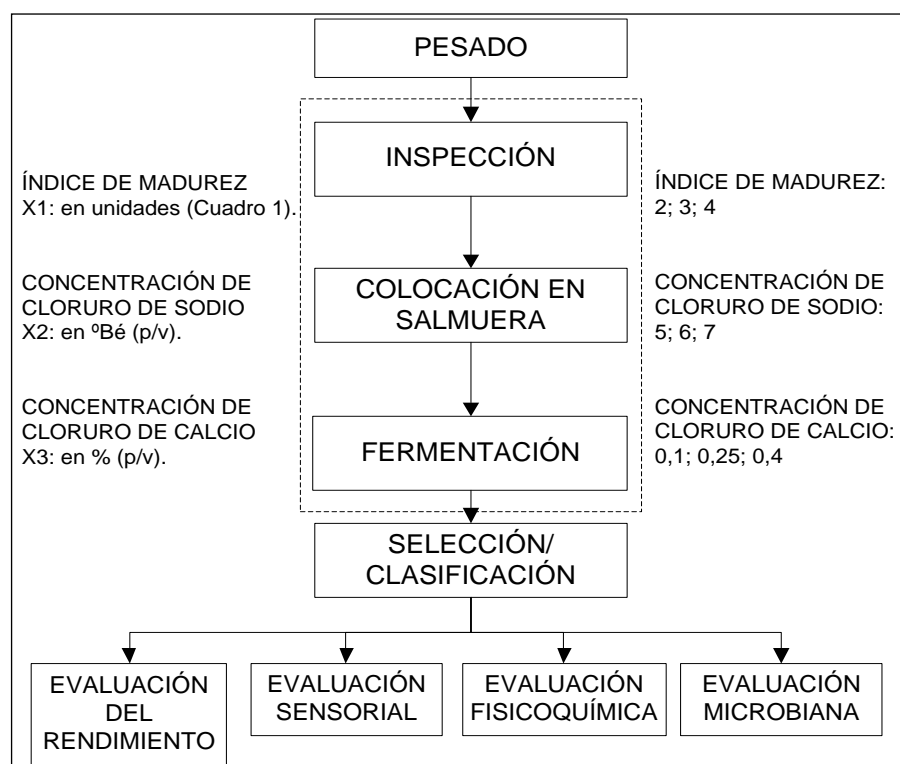 PESADO
INSPECCIÓN
ÍNDICE DE MADUREZ
X1: en unidades (Cuadro 1).
ÍNDICE DE MADUREZ:
2; 3; 4
CONCENTRACIÓN DE
CLORURO DE SODIO
X2: en ºBé (p/v).
COLOCACIÓN EN
SALMUERA
CONCENTRACIÓN DE
CLORURO DE SODIO:
5; 6; 7
CONCENTRACIÓN DE
CLORURO DE CALCIO
X3: en % (p/v).
FERMENTACIÓN
CONCENTRACIÓN DE
CLORURO DE CALCIO:
0,1; 0,25; 0,4
SELECCIÓN/
CLASIFICACIÓN
EVALUACIÓN
DEL
RENDIMIENTO
EVALUACIÓN
SENSORIAL
EVALUACIÓN
FISICOQUÍMICA
EVALUACIÓN
MICROBIANA